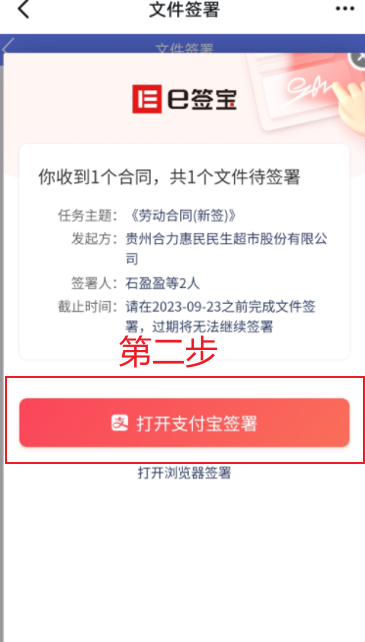 文件签署
文件签署
e签宝
你收到1个合同，共1个文件待签署
任务主题：《劳动合同(新签)》
发起方：贵州合力惠民民生超市股份有限公
司
签署人：石盈盈等2人
截止时间：请在2023-09-23之前完成文件签
署，过期将无法继续签署
第二步
支 打开支付宝签署
打开浏览器签署